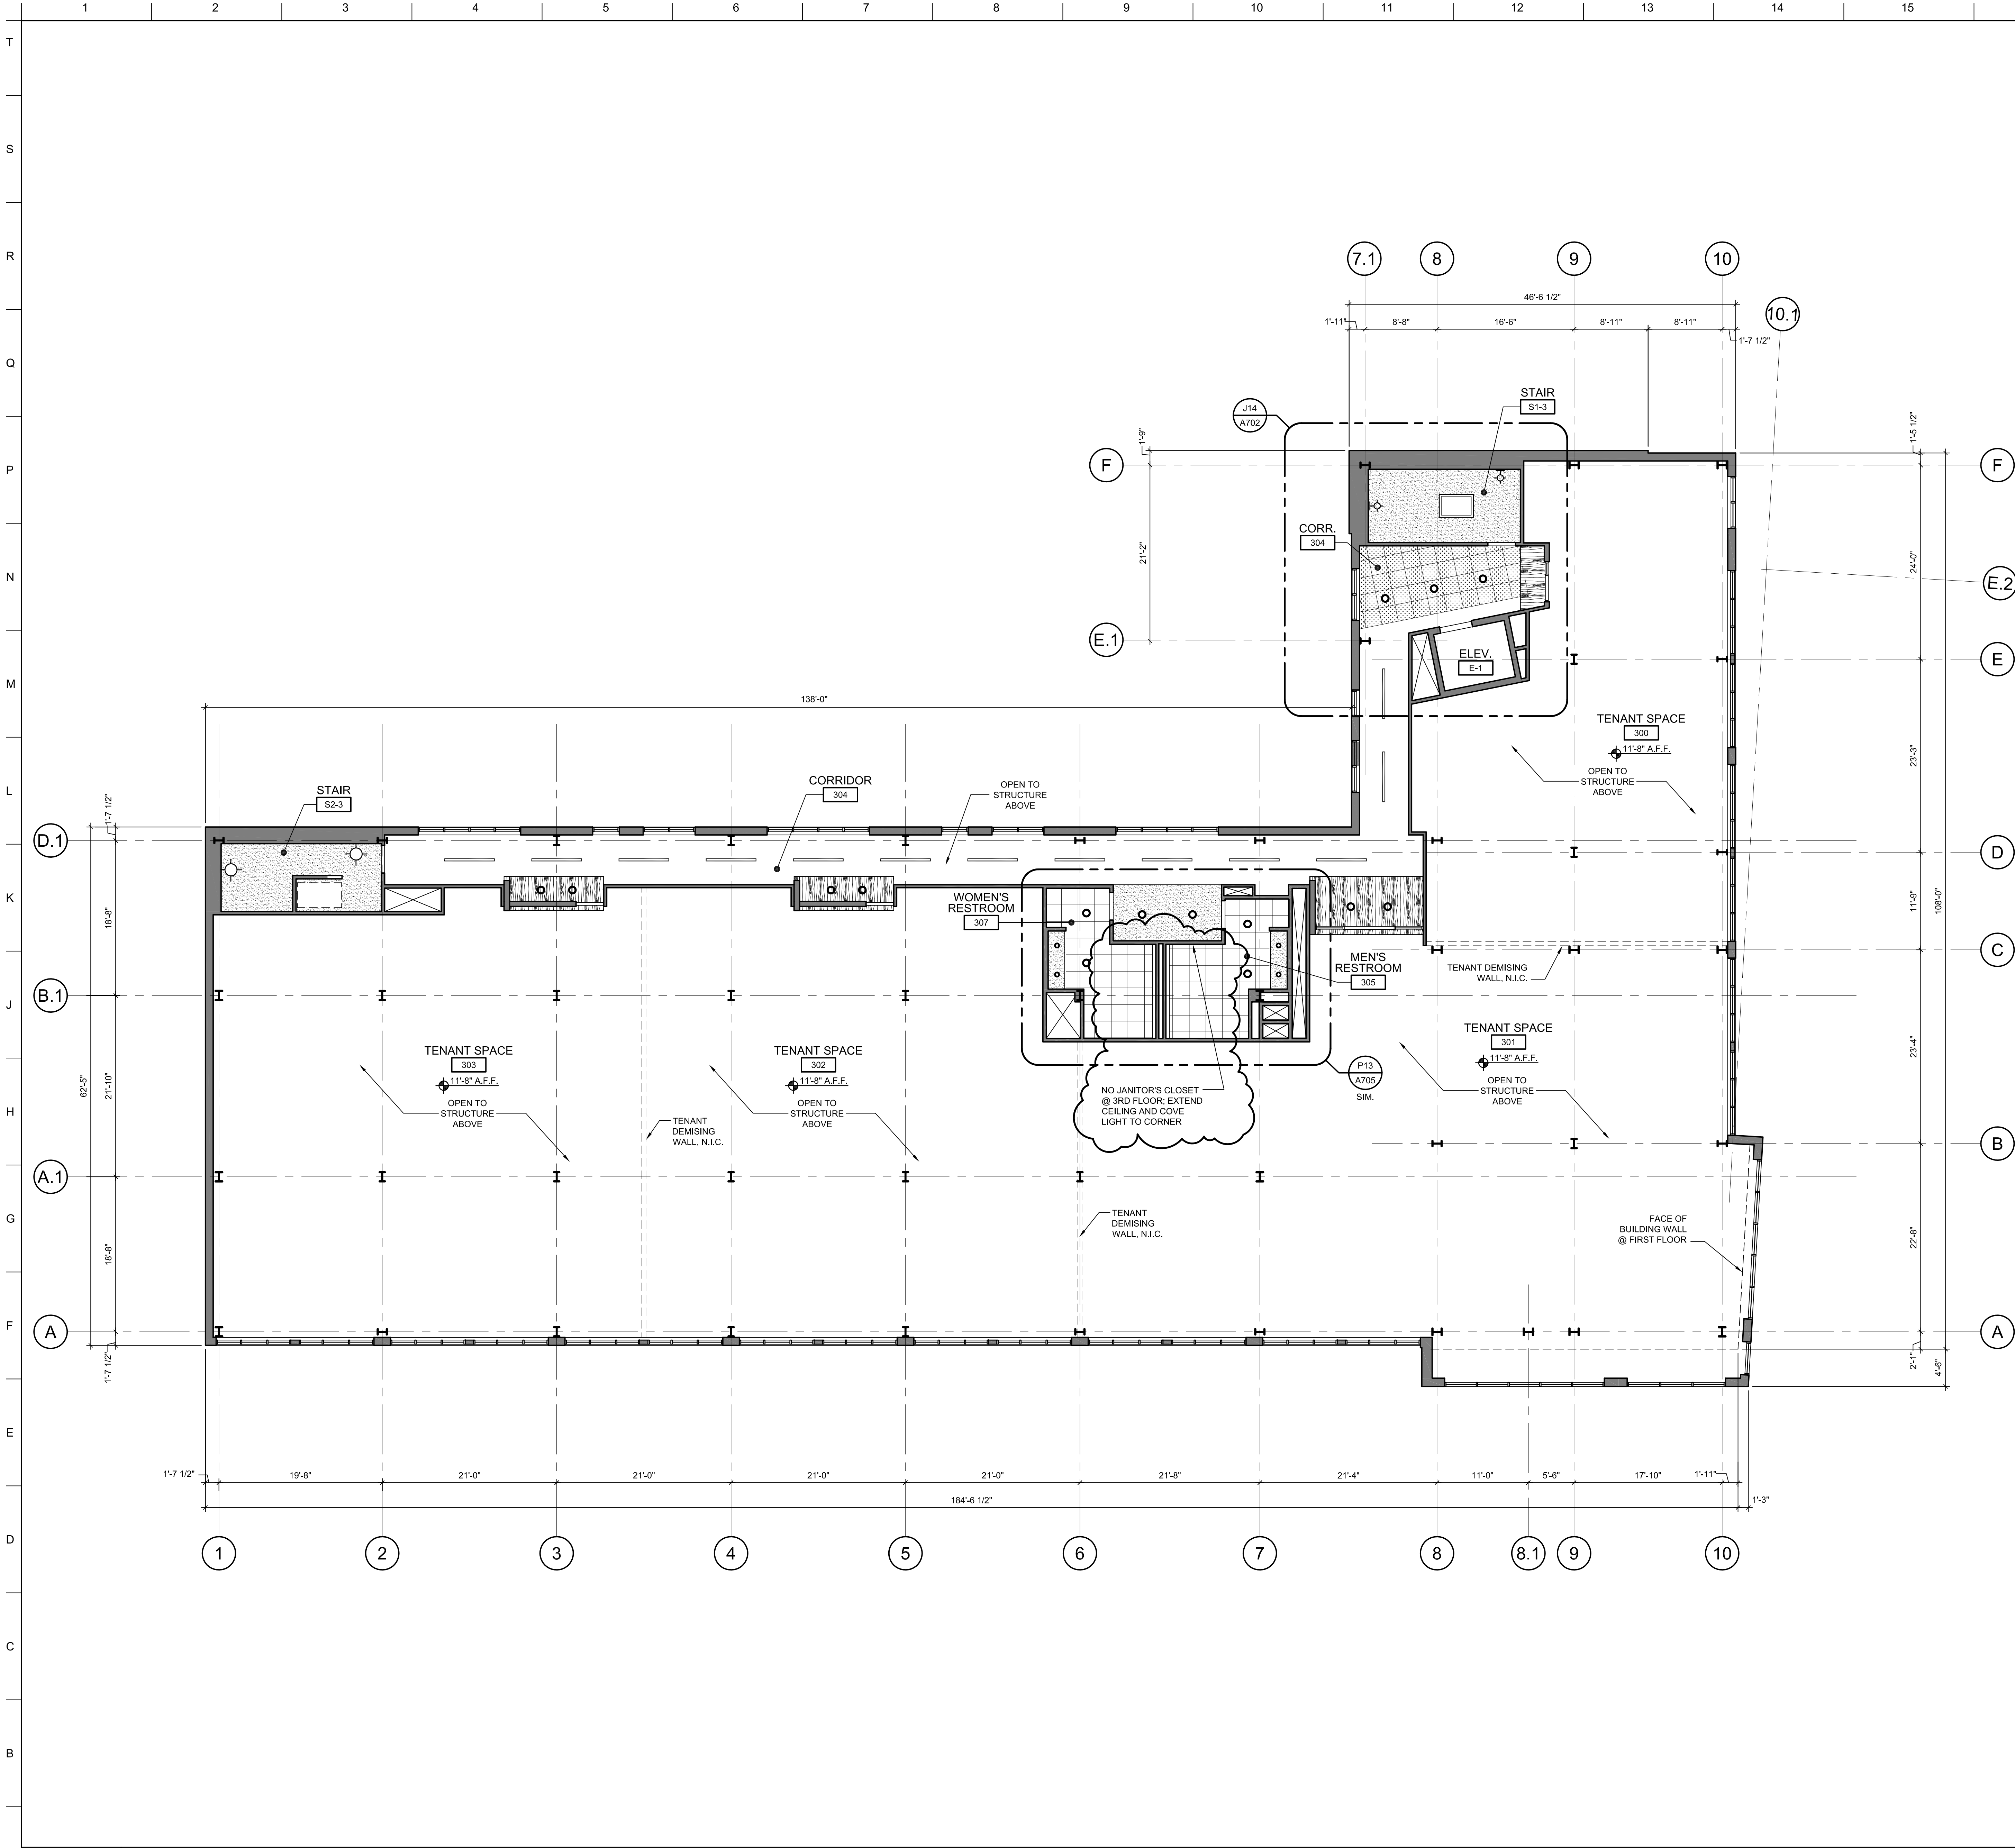 1 2 3 4 5 6 7 8 9 10 11 12 13 14 15
T
S
R
7.1 8 9 10
46'-6 1/2"
10.1
1'-11" 8'-8" 16'-6" 8'-11" 8'-11"
1'-7 1/2"
Q
STAIR
S1-3
J14
A702
1'-9"
1'-5 1/2"
P
F
F
CORR.
304
21'-2"
24'-0"
N
E.2
E.1
E
ELEV.
E-1
M
138'-0"
TENANT SPACE
300
11'-8" A.F.F.
OPEN TO
STRUCTURE
ABOVE
23'-3"
L
STAIR
S2-3
CORRIDOR
304
OPEN TO
STRUCTURE
ABOVE
1'-7 1/2"
D.1
D
K
18'-8"
WOMEN'S
RESTROOM
307
11'-9"
108'-0"
C
MEN'S
RESTROOM
305
TENANT DEMISING
WALL, N.I.C.
J
B.1
TENANT SPACE
303
11'-8" A.F.F.
OPEN TO
STRUCTURE
ABOVE
TENANT SPACE
302
11'-8" A.F.F.
OPEN TO
STRUCTURE
ABOVE
TENANT SPACE
301
11'-8" A.F.F.
OPEN TO
STRUCTURE
ABOVE
23'-4"
62'-5"
21'-10"
P13
A705
SIM.
NO JANITOR'S CLOSET
@ 3RD FLOOR; EXTEND
CEILING AND COVE
LIGHT TO CORNER
H
TENANT
DEMISING
WALL, N.I.C.
B
A.1
G
TENANT
DEMISING
WALL, N.I.C.
FACE OF
BUILDING WALL
@ FIRST FLOOR
22'-8"
18'-8"
F
A
A
1'-7 1/2"
2'-1"
4'-6"
E
1'-7 1/2" 19'-8" 21'-0" 21'-0" 21'-0" 21'-0" 21'-8" 21'-4" 11'-0" 5'-6" 17'-10" 1'-11"
184'-6 1/2"
1'-3"
D
1 2 3 4 5 6 7 8 8.1 9 10
C
B